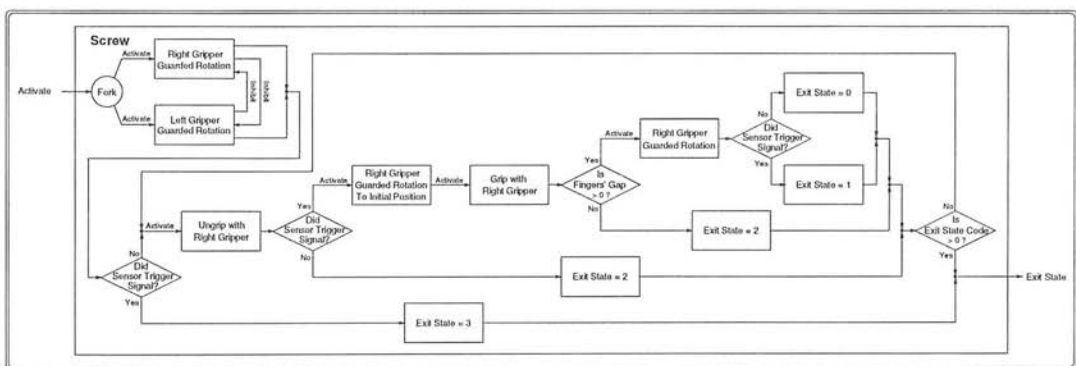 Screw
Activate
Fork
Activate
Activate
Right Gripper
Guarded Rotation
Left Gripper
Guarded Rotation
Inhibit
Inhibit
Did
Sensor Trigger
Signal?
No
Yes
Activate
Ungrip with
Right Gripper
Did
Sensor Trigger
Signal?
Yes
No
Activate
Right Gripper
Guarded Rotation
To Initial Position
Activate
Grip with
Right Gripper
Is
Fingers' Gap
> 0 ?
Yes
No
Activate
Right Gripper
Guarded Rotation
Did
Sensor Trigger
Signal?
No
Yes
Exit State = 0
Exit State = 1
Exit State = 2
Exit State = 2
Exit State = 3
No
Is
Exit State Code
> 0 ?
Yes
Exit State